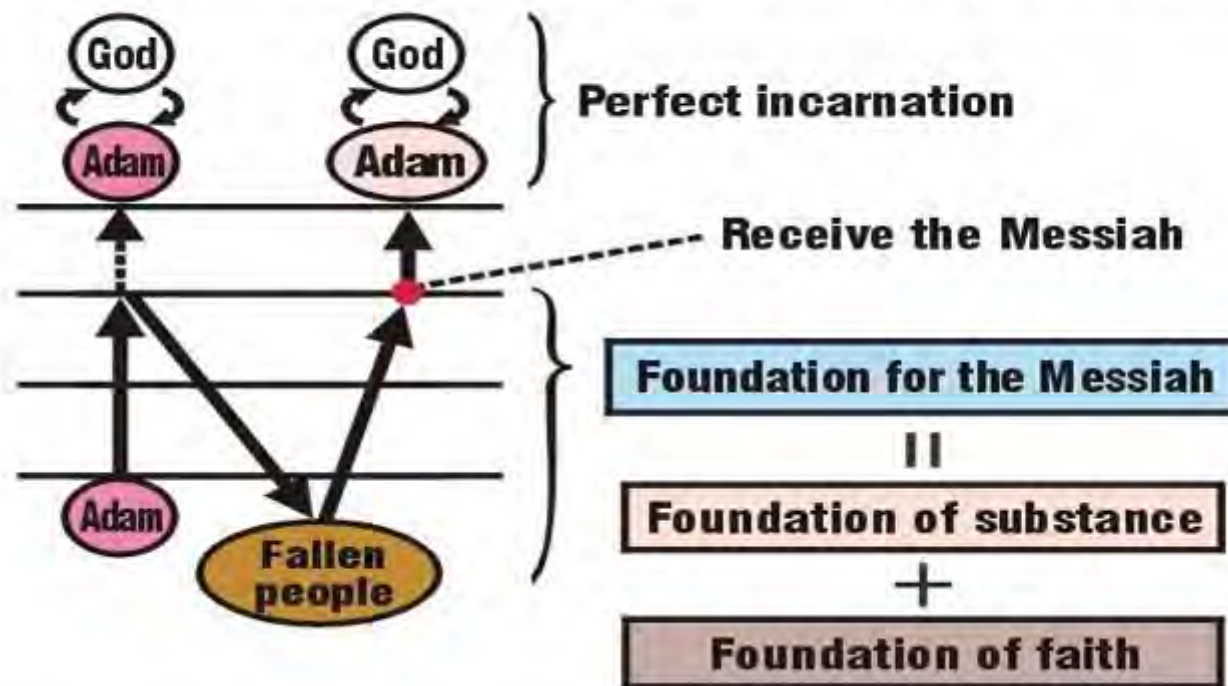 God
God
Adam
Adam
Perfect incarnation
Receive the Messiah
Foundation for the Messiah
=
Foundation of substance
+
Foundation of faith
Adam
Fallen
people